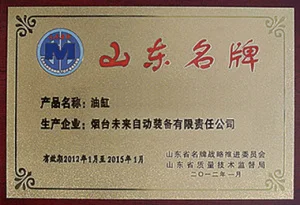 山东名牌
产品名称：油缸
生产企业：烟台未来自动装备有限责任公司
有效期2012年1月至2015年1月
山东省名牌战略推进委员会
山东省质量技术监督局
二〇一二年一月